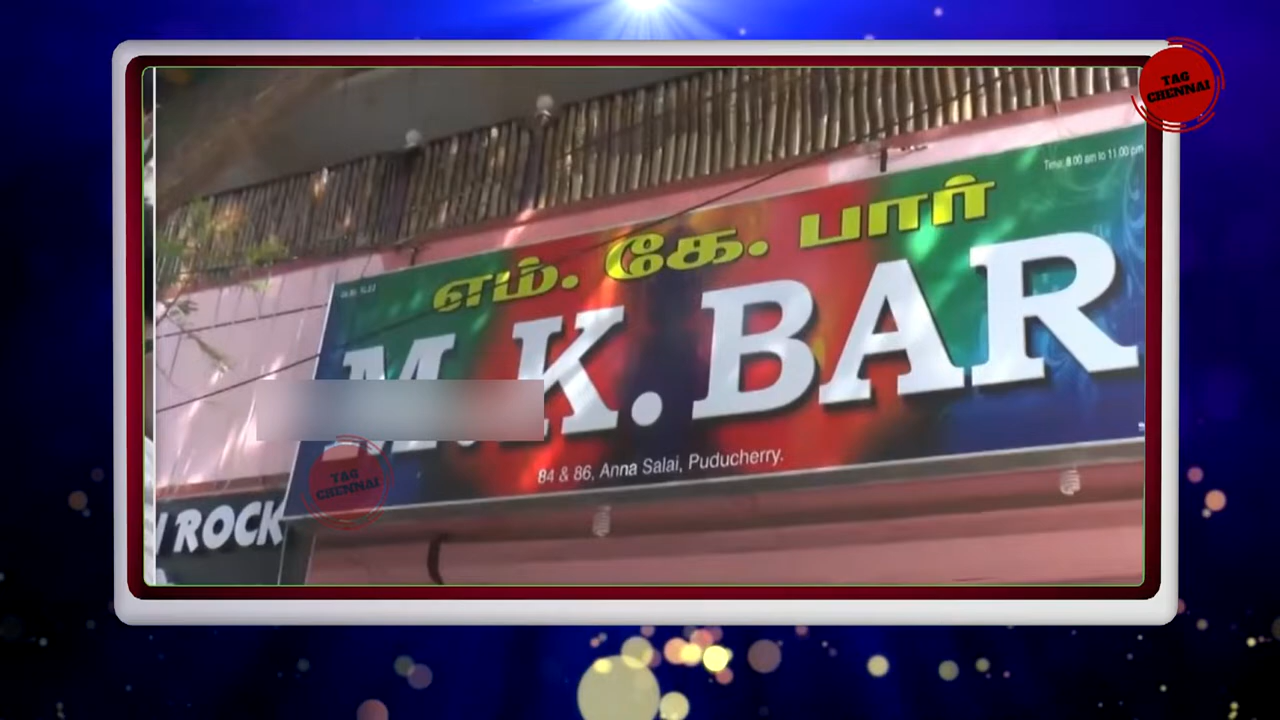 TAG
CHENNAI
Time: 8.00 am to 11.00 pm
எம். கே. பார்
M.K. BAR
84 & 86, Anna Salai, Puducherry.
TAG
CHENNAI
ROCK